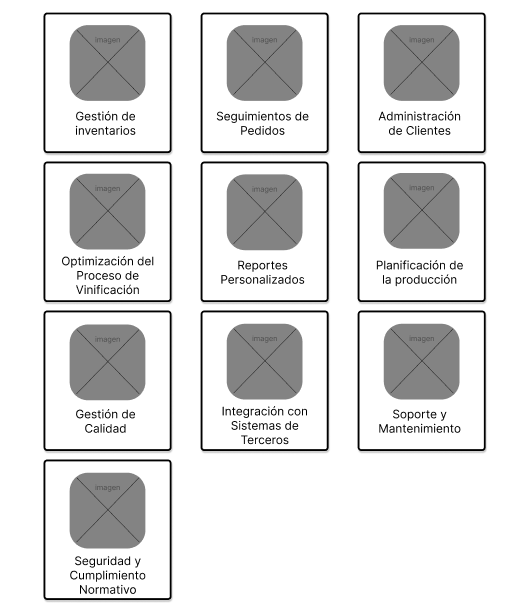 imagen
Gestión de
inventarios
imagen
Seguimientos de
Pedidos
imagen
Administración
de Clientes
imagen
Optimización del
Proceso de
Vinificación
imagen
Reportes
Personalizados
imagen
Planificación de
la producción
imagen
Gestión de
Calidad
imagen
Integración con
Sistemas de
Terceros
imagen
Soporte y
Mantenimiento
imagen
Seguridad y
Cumplimiento
Normativo